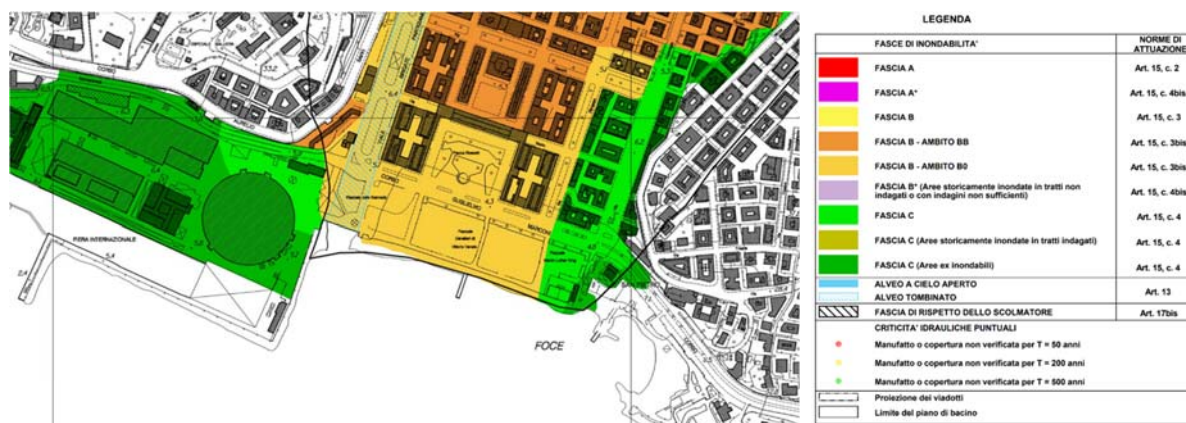 CORSO
AURELIO
FIERA INTERNAZIONALE
CORSO
GUGLIELMO
MARCONI
FOCE
CORSO
LEGENDA
FASCE DI INONDABILITA'
NORME DI
ATTUAZIONE
FASCIA A
Art. 15, c. 2
FASCIA A*
Art. 15, c. 4bis
FASCIA B
Art. 15, c. 3
FASCIA B - AMBITO BB
Art. 15, c. 3bis
FASCIA B - AMBITO B0
Art. 15, c. 3bis
FASCIA B* (Aree storicamente inondate in tratti non
indagati o con indagini non sufficienti)
Art. 15, c. 4bis
FASCIA C
Art. 15, c. 4
FASCIA C (Aree storicamente inondate in tratti indagati)
Art. 15, c. 4
FASCIA C (Aree ex inondabili)
Art. 15, c. 4
ALVEO A CIELO APERTO
ALVEO TOMBINATO
Art. 13
FASCIA DI RISPETTO DELLO SCOLMATORE
Art. 17bis
CRITICITA' IDRAULICHE PUNTUALI
Manufatto o copertura non verificata per T = 50 anni
Manufatto o copertura non verificata per T = 200 anni
Manufatto o copertura non verificata per T = 500 anni
Proiezione dei viadotti
Limite del piano di bacino